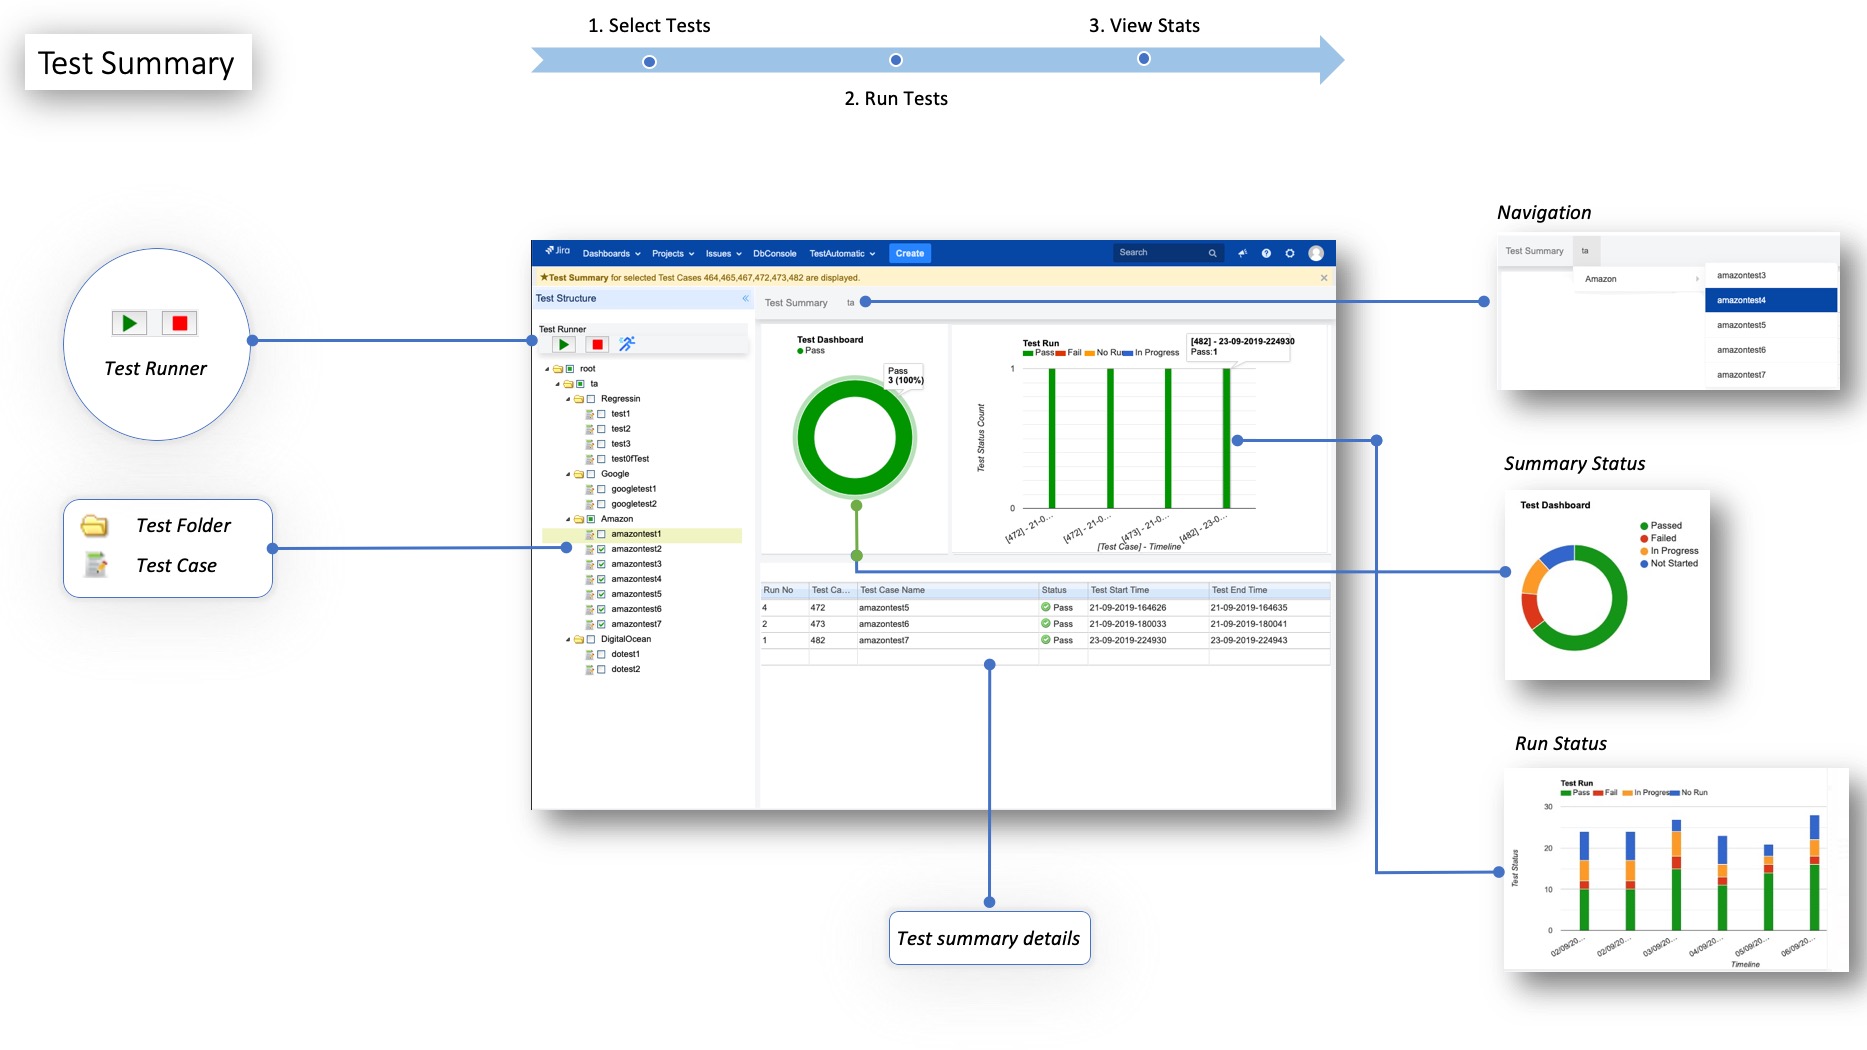 Test Summary
1. Select Tests
3. View Stats
2. Run Tests
Test Runner
Test Folder
Test Case
Jira Dashboards Projects Issues DbConsole TestAutomatic Create Search
★Test Summary for selected Test Cases 464,465,467,472,473,482 are displayed.
Test Structure
Test Summary ta
Test Runner
root
ta
Regressin
test1
test2
test3
test0fTest
Google
googletest1
googletest2
Amazon
amazontest1
amazontest2
amazontest3
amazontest4
amazontest5
amazontest6
amazontest7
DigitalOcean
dotest1
dotest2
Test Dashboard
Pass
Pass
3 (100%)
Test Run
Pass Fail No Run In Progress
[482] - 23-09-2019-224930
Pass:1
1
Test Status Count
0
[472] - 21-0... [472] - 21-0... [473] - 21-0... [482] - 23-0...
[Test Case] - Timeline
Run No Test Ca... Test Case Name Status Test Start Time Test End Time
4 472 amazontest5 Pass 21-09-2019-164626 21-09-2019-164635
2 473 amazontest6 Pass 21-09-2019-180033 21-09-2019-180041
1 482 amazontest7 Pass 23-09-2019-224930 23-09-2019-224943
Test summary details
Navigation
Test Summary ta
Amazon
amazontest3
amazontest4
amazontest5
amazontest6
amazontest7
Summary Status
Test Dashboard
Passed
Failed
In Progress
Not Started
Run Status
Test Run
Pass Fail In Progres No Run
30
20
10
0
Test Status
02/09/20... 02/09/20... 03/09/20... 04/09/20... 05/09/20... 06/09/20...
Timeline